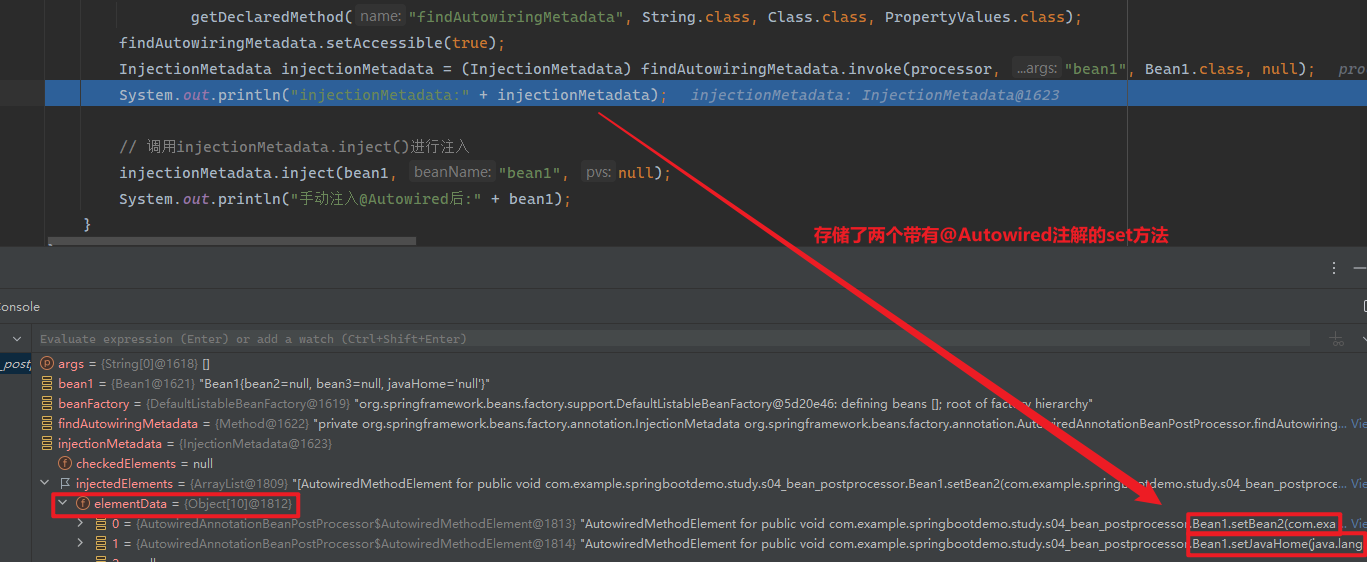 getDeclaredMethod( name: "findAutowiringMetadata", String.class, Class.class, PropertyValues.class);
findAutowiringMetadata.setAccessible(true);
InjectionMetadata injectionMetadata = (InjectionMetadata) findAutowiringMetadata.invoke(processor, ...args: "bean1", Bean1.class, null); pro
System.out.println("injectionMetadata:" + injectionMetadata); injectionMetadata: InjectionMetadata@1623
// 调用injectionMetadata.inject()进行注入
injectionMetadata.inject(bean1, beanName: "bean1", pvs: null);
System.out.println("手动注入@Autowired后:" + bean1);
}
存储了两个带有@Autowired注解的set方法
Console
Evaluate expression (Enter) or add a watch (Ctrl+Shift+Enter)
_post
args = {String[0]@1618} []
bean1 = {Bean1@1621} "Bean1{bean2=null, bean3=null, javaHome='null'}"
beanFactory = {DefaultListableBeanFactory@1619} "org.springframework.beans.factory.support.DefaultListableBeanFactory@5d20e46: defining beans []; root of factory hierarchy"
findAutowiringMetadata = {Method@1622} "private org.springframework.beans.factory.annotation.InjectionMetadata org.springframework.beans.factory.annotation.AutowiredAnnotationBeanPostProcessor.findAutowiring... Vie
injectionMetadata = {InjectionMetadata@1623}
checkedElements = null
injectedElements = {ArrayList@1809} "[AutowiredMethodElement for public void com.example.springbootdemo.study.s04_bean_postprocessor.Bean1.setBean2(com.example.springbootdemo.study.s04_bean_postproce... Vie
elementData = {Object[10]@1812}
0 = {AutowiredAnnotationBeanPostProcessor$AutowiredMethodElement@1813} "AutowiredMethodElement for public void com.example.springbootdemo.study.s04_bean_postprocessor.Bean1.setBean2(com.exa... Vie
1 = {AutowiredAnnotationBeanPostProcessor$AutowiredMethodElement@1814} "AutowiredMethodElement for public void com.example.springbootdemo.study.s04_bean_postprocessor.Bean1.setJavaHome(java.lang